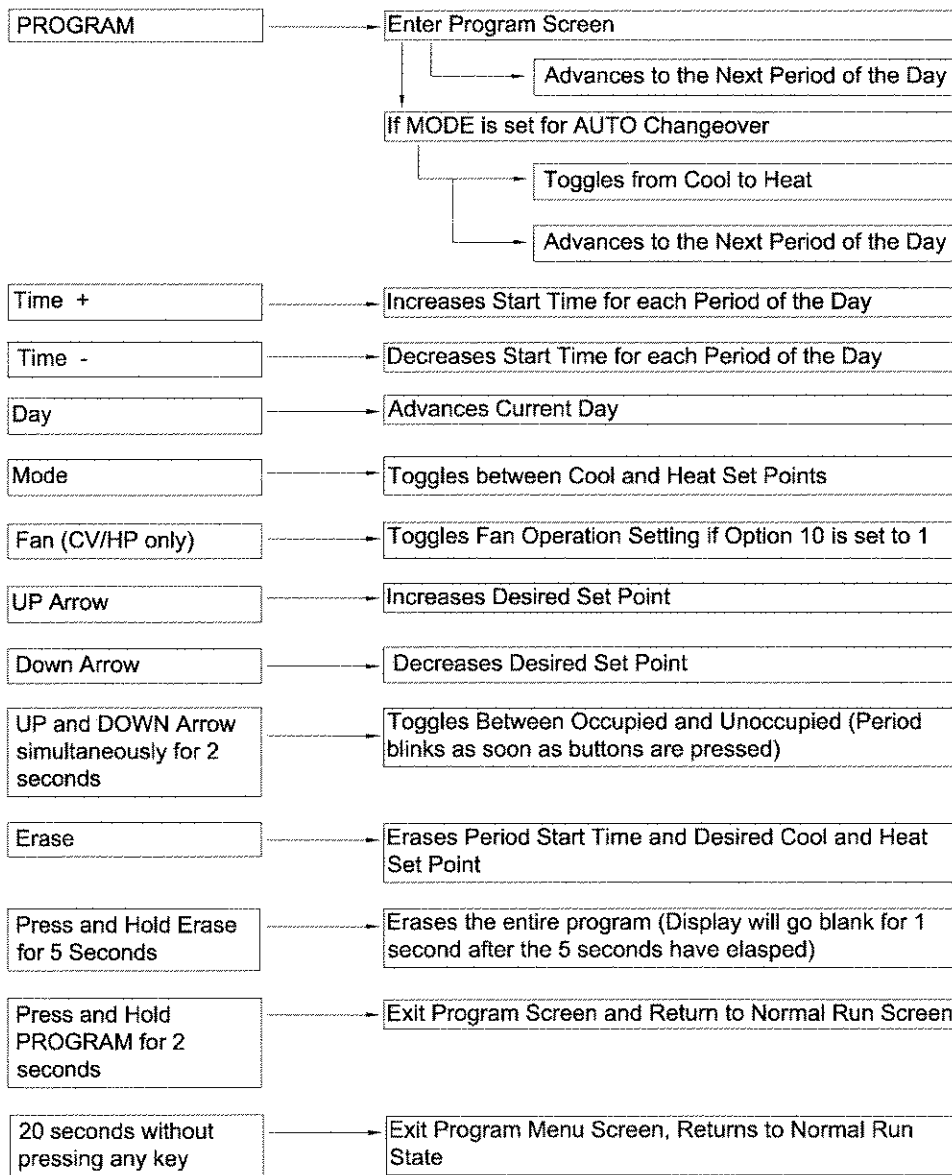 PROGRAM
Enter Program Screen
Advances to the Next Period of the Day
If MODE is set for AUTO Changeover
Toggles from Cool to Heat
Advances to the Next Period of the Day
Time +
Increases Start Time for each Period of the Day
Time -
Decreases Start Time for each Period of the Day
Day
Advances Current Day
Mode
Toggles between Cool and Heat Set Points
Fan (CV/HP only)
Toggles Fan Operation Setting if Option 10 is set to 1
UP Arrow
Increases Desired Set Point
Down Arrow
Decreases Desired Set Point
UP and DOWN Arrow
simultaneously for 2
seconds
Toggles Between Occupied and Unoccupied (Period
blinks as soon as buttons are pressed)
Erase
Erases Period Start Time and Desired Cool and Heat
Set Point
Press and Hold Erase
for 5 Seconds
Erases the entire program (Display will go blank for 1
second after the 5 seconds have elasped)
Press and Hold
PROGRAM for 2
seconds
Exit Program Screen and Return to Normal Run Screen
20 seconds without
pressing any key
Exit Program Menu Screen, Returns to Normal Run
State